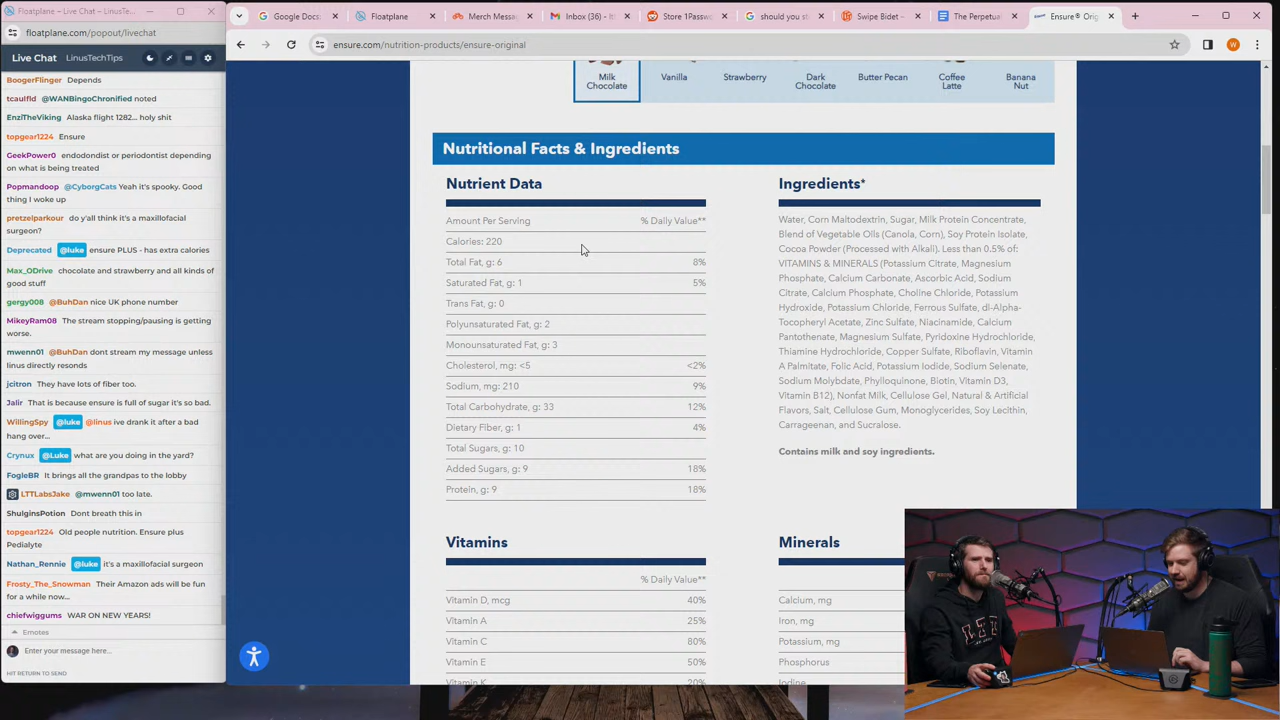 Floatplane – LinusTechTips – Live Chat
floatplane.com/popout/livechat
Live Chat LinusTechTips
BoogerFlinger Depends
tcaulfld @WANBingoChronified noted
EnziTheViking Alaska flight 1282... holy shit
topgear1224 Ensure
GeekPower0 endodondist or periodontist depending
on what is being treated
Popmandoop @CyborgCats Yeah it's spooky. Good
thing I woke up
pretzelparkour do y'all think it's a maxillofacial
surgeon?
Deprecated @luke ensure PLUS - has extra calories
Max_ODrive chocolate and strawberry and all kinds of
good stuff
gergy008 @BuhDan nice UK phone number
MikeyRam08 The stream stopping/pausing is getting
worse.
mwenn01 @BuhDan dont stream my message unless
linus directly resonds
jcitron They have lots of fiber too.
Jalir That is because ensure is full of sugar it's so bad.
WillingSpy @luke @linus ive drank it after a bad
hang over...
Crynux @Luke what are you doing in the yard?
FogleBR It brings all the grandpas to the lobby
LTTLabsJake @mwenn01 too late.
ShulginsPotion Dont breath this in
topgear1224 Old people nutrition. Ensure plus
Pedialyte
Nathan_Rennie @luke it's a maxillofacial surgeon
Frosty_The_Snowman Their Amazon ads will be fun
for a while now...
chiefwiggums WAR ON NEW YEARS!
Emotes
Enter your message here...
HIT RETURN TO SEND
Google Docs: Floatplane Merch Messa Inbox (36) - Store 1Passw should you st Swipe Bidet – The Perpetua Ensure® Orig
ensure.com/nutrition-products/ensure-original
W
Milk
Chocolate
Vanilla
Strawberry
Dark
Chocolate
Butter Pecan
Coffee
Latte
Banana
Nut
Nutritional Facts & Ingredients
Nutrient Data
Amount Per Serving % Daily Value**
Calories: 220
Total Fat, g: 6 8%
Saturated Fat, g: 1 5%
Trans Fat, g: 0
Polyunsaturated Fat, g: 2
Monounsaturated Fat, g: 3
Cholesterol, mg: <5 <2%
Sodium, mg: 210 9%
Total Carbohydrate, g: 33 12%
Dietary Fiber, g: 1 4%
Total Sugars, g: 10
Added Sugars, g: 9 18%
Protein, g: 9 18%
Ingredients*
Water, Corn Maltodextrin, Sugar, Milk Protein Concentrate,
Blend of Vegetable Oils (Canola, Corn), Soy Protein Isolate,
Cocoa Powder (Processed with Alkali). Less than 0.5% of:
VITAMINS & MINERALS (Potassium Citrate, Magnesium
Phosphate, Calcium Carbonate, Ascorbic Acid, Sodium
Citrate, Calcium Phosphate, Choline Chloride, Potassium
Hydroxide, Potassium Chloride, Ferrous Sulfate, dl-Alpha-
Tocopheryl Acetate, Zinc Sulfate, Niacinamide, Calcium
Pantothenate, Magnesium Sulfate, Pyridoxine Hydrochloride,
Thiamine Hydrochloride, Copper Sulfate, Riboflavin, Vitamin
A Palmitate, Folic Acid, Potassium Iodide, Sodium Selenate,
Sodium Molybdate, Phylloquinone, Biotin, Vitamin D3,
Vitamin B12), Nonfat Milk, Cellulose Gel, Natural & Artificial
Flavors, Salt, Cellulose Gum, Monoglycerides, Soy Lecithin,
Carrageenan, and Sucralose.
Contains milk and soy ingredients.
Vitamins
% Daily Value**
Vitamin D, mcg 40%
Vitamin A 25%
Vitamin C 80%
Vitamin E 50%
Vitamin K 20%
Minerals
Calcium, mg
Iron, mg
Potassium, mg
Phosphorus
Iodine